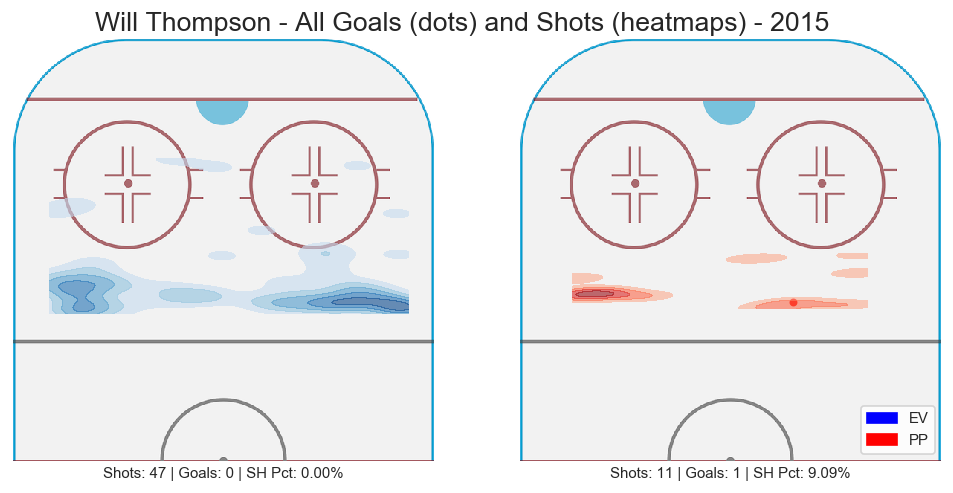 Will Thompson - All Goals (dots) and Shots (heatmaps) - 2015
EV
PP
Shots: 47 | Goals: 0 | SH Pct: 0.00%
Shots: 11 | Goals: 1 | SH Pct: 9.09%